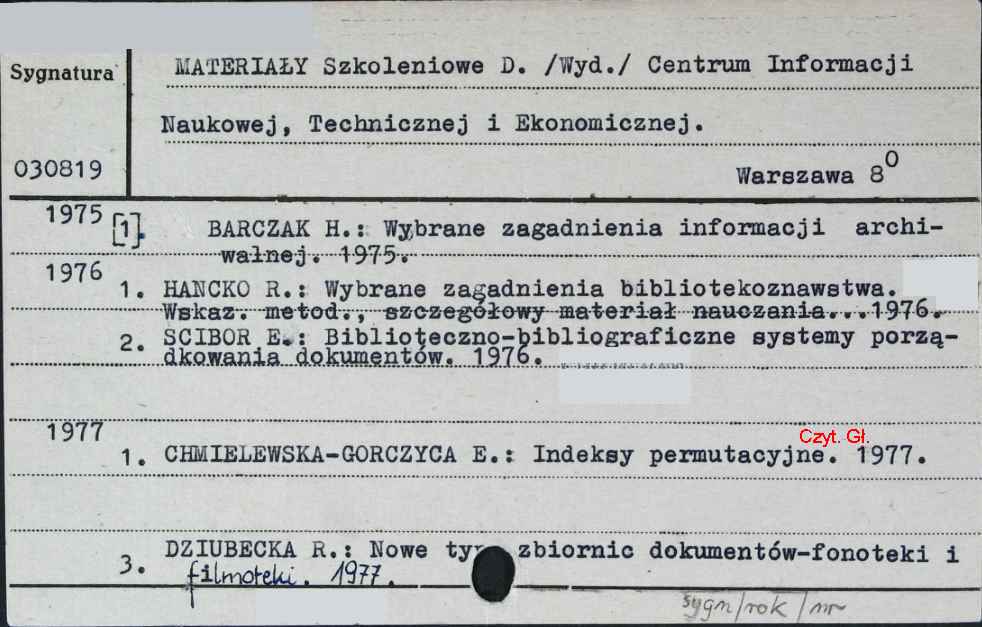 MATERIAŁY Szkoleniowe D. /Wyd./ Centrum Informacji
Sygnatura
Naukowej, Technicznej i Ekonomicznej.
030819
Warszawa 8⁰
1975
[1]. BARCZAK H.: Wybrane zagadnienia informacji archi-
walnej. 1975.
1976
1. HANCKO R.: Wybrane zagadnienia bibliotekoznawstwa.
Wskaz. metod., szczegółowy materiał nauczania...1976.
2. SCIBOR E.: Biblioteczno-bibliograficzne systemy porzą-
dkowania dokumentów. 1976.
1977
Czyt. Gł.
1. CHMIELEWSKA-GORCZYCA E.: Indeksy permutacyjne. 1977.
3. DZIUBECKA R.: Nowe zbiornic dokumentów-fonoteki i
filmoteki. 1977.
sygn/rok/nr